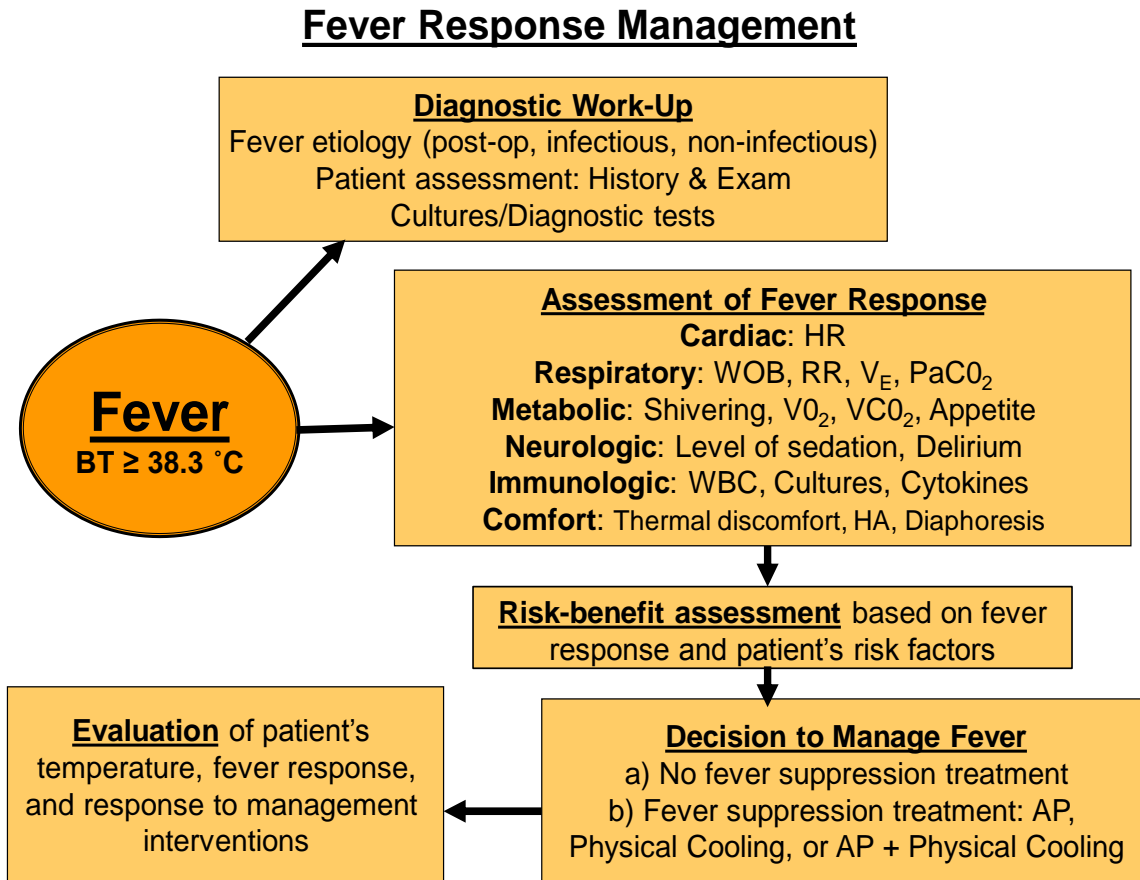 Fever Response Management
Diagnostic Work-Up
Fever etiology (post-op, infectious, non-infectious)
Patient assessment: History & Exam
Cultures/Diagnostic tests
Fever
BT ≥ 38.3 ˚C
Assessment of Fever Response
Cardiac: HR
Respiratory: WOB, RR, V_E, PaC0₂
Metabolic: Shivering, V0₂, VC0₂, Appetite
Neurologic: Level of sedation, Delirium
Immunologic: WBC, Cultures, Cytokines
Comfort: Thermal discomfort, HA, Diaphoresis
Risk-benefit assessment based on fever
response and patient’s risk factors
Decision to Manage Fever
a) No fever suppression treatment
b) Fever suppression treatment: AP,
Physical Cooling, or AP + Physical Cooling
Evaluation of patient’s
temperature, fever response,
and response to management
interventions